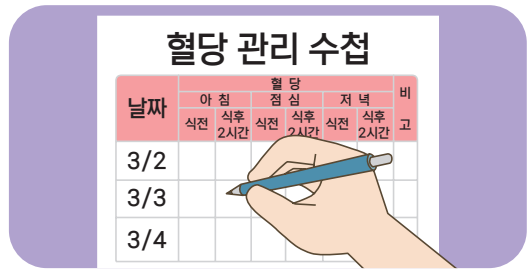 혈당 관리 수첩
날짜 혈 당 비고
아 침 점 심 저 녁
식전 식후 2시간 식전 식후 2시간 식전 식후 2시간
3/2
3/3
3/4